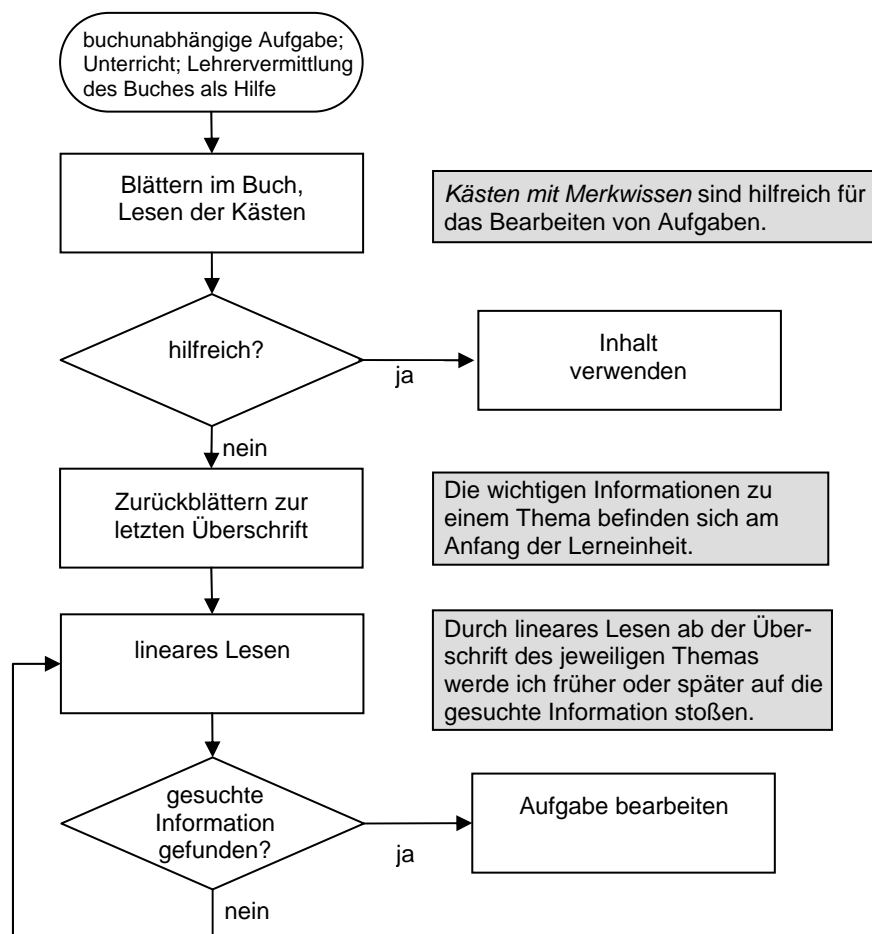 buchunabhängige Aufgabe;
Unterricht; Lehrervermittlung
des Buches als Hilfe
Blättern im Buch,
Lesen der Kästen
Kästen mit Merkwissen sind hilfreich für
das Bearbeiten von Aufgaben.
hilfreich?
ja
Inhalt
verwenden
nein
Zurückblättern zur
letzten Überschrift
Die wichtigen Informationen zu
einem Thema befinden sich am
Anfang der Lerneinheit.
lineares Lesen
Durch lineares Lesen ab der Über-
schrift des jeweiligen Themas
werde ich früher oder später auf die
gesuchte Information stoßen.
gesuchte
Information
gefunden?
ja
Aufgabe bearbeiten
nein